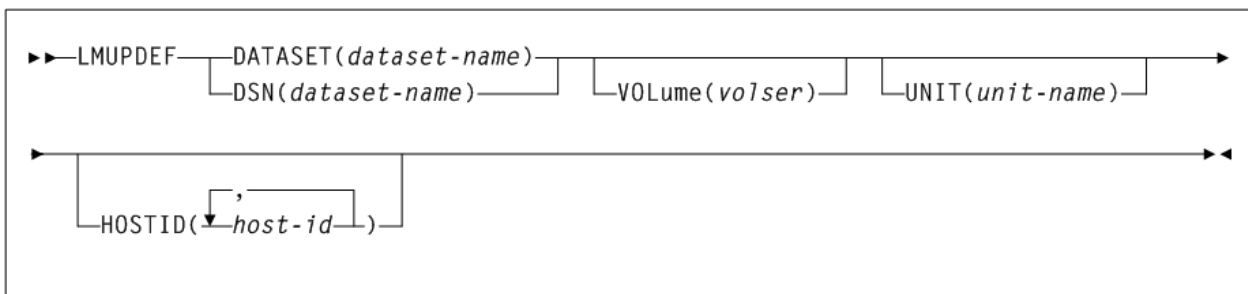 LMUPDEF DATASET(dataset-name)
DSN(dataset-name) VOLume(volser) UNIT(unit-name)
,
HOSTID( host-id )